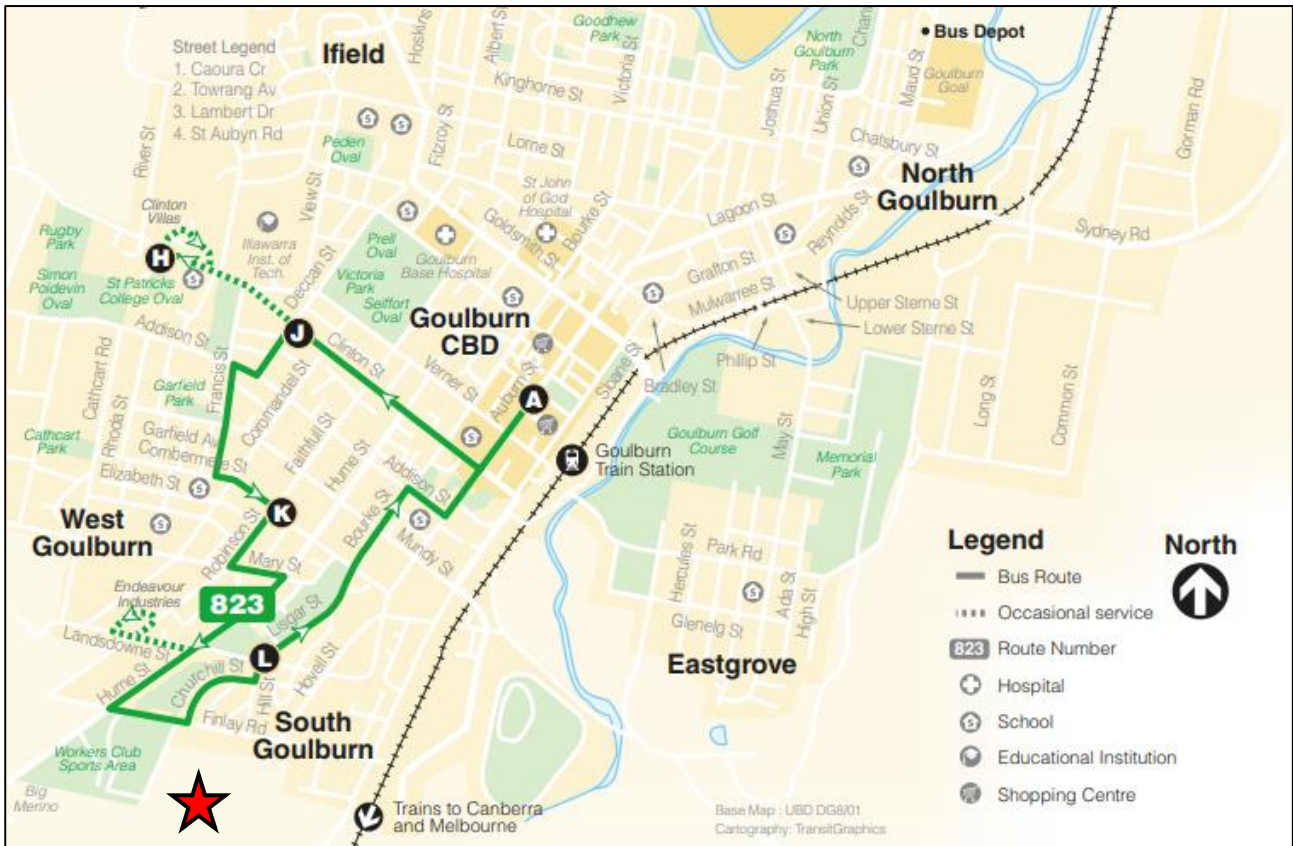 Street Legend
1. Caoura Cr
2. Towrang Av
3. Lambert Dr
4. St Aubyn Rd
Ifield
Hoskins
Albert St
Goodhew
Park
Victoria St
Kinghorne St
North
Goulburn
Park
Bus Depot
Maud St
Goulburn
Goal
Joshua St
Union St
Chatsbury St
Gorman Rd
River St
Peden
Oval
Fitzroy St
Lorne St
St John
of God
Hospital
North
Goulburn
View St
Clinton
Villas
Illawarra
Inst. of
Tech.
Rugby
Park
H
Simon
Poidevin
Oval
St Patricks
College Oval
Deccan St
Prell
Oval
Victoria
Park
Seiffort
Oval
Goulburn
Base Hospital
Goldsmith St
Bourke St
Lagoon St
Reynolds St
Grafton St
Mulwarree St
Sydney Rd
Upper Sterne St
Lower Sterne St
Phillip St
Bradley St
Addison St
J
Goulburn
CBD
Clinton St
Verner St
Auburn St
Sloane St
A
Cathcart Rd
Rhoda St
Garfield
Park
Francis St
Coromandel St
Faithfull St
Hume St
Cathcart
Park
Garfield Av
Combermere St
Elizabeth St
Addison St
Goulburn
Train Station
Goulburn Golf
Course
May St
Memorial
Park
Long St
Common St
West
Goulburn
K
Robinson St
Mary St
Bourke St
Mundy St
Endeavour
Industries
823
Lisgar St
Landsdowne St
Hume St
Churchill St
L
Hill St
Hovell St
Finlay Rd
South
Goulburn
Hercules St
Park Rd
Ada St
High St
Glenelg St
Eastgrove
Workers Club
Sports Area
Big
Merino
Trains to Canberra
and Melbourne
Base Map : UBD DG8/01
Cartography: TransitGraphics
Legend
Bus Route
Occasional service
823 Route Number
Hospital
School
Educational Institution
Shopping Centre
North